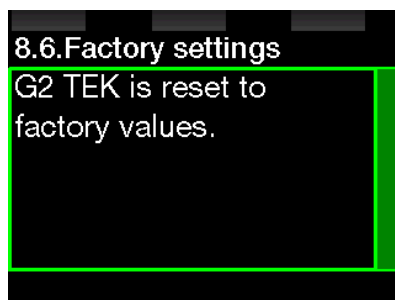 8.6.Factory settings
G2 TEK is reset to
factory values.